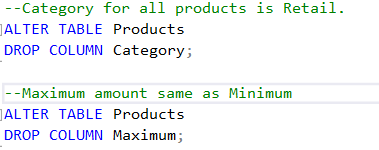 --Category for all products is Retail.
ALTER TABLE Products
DROP COLUMN Category;
--Maximum amount same as Minimum
ALTER TABLE Products
DROP COLUMN Maximum;